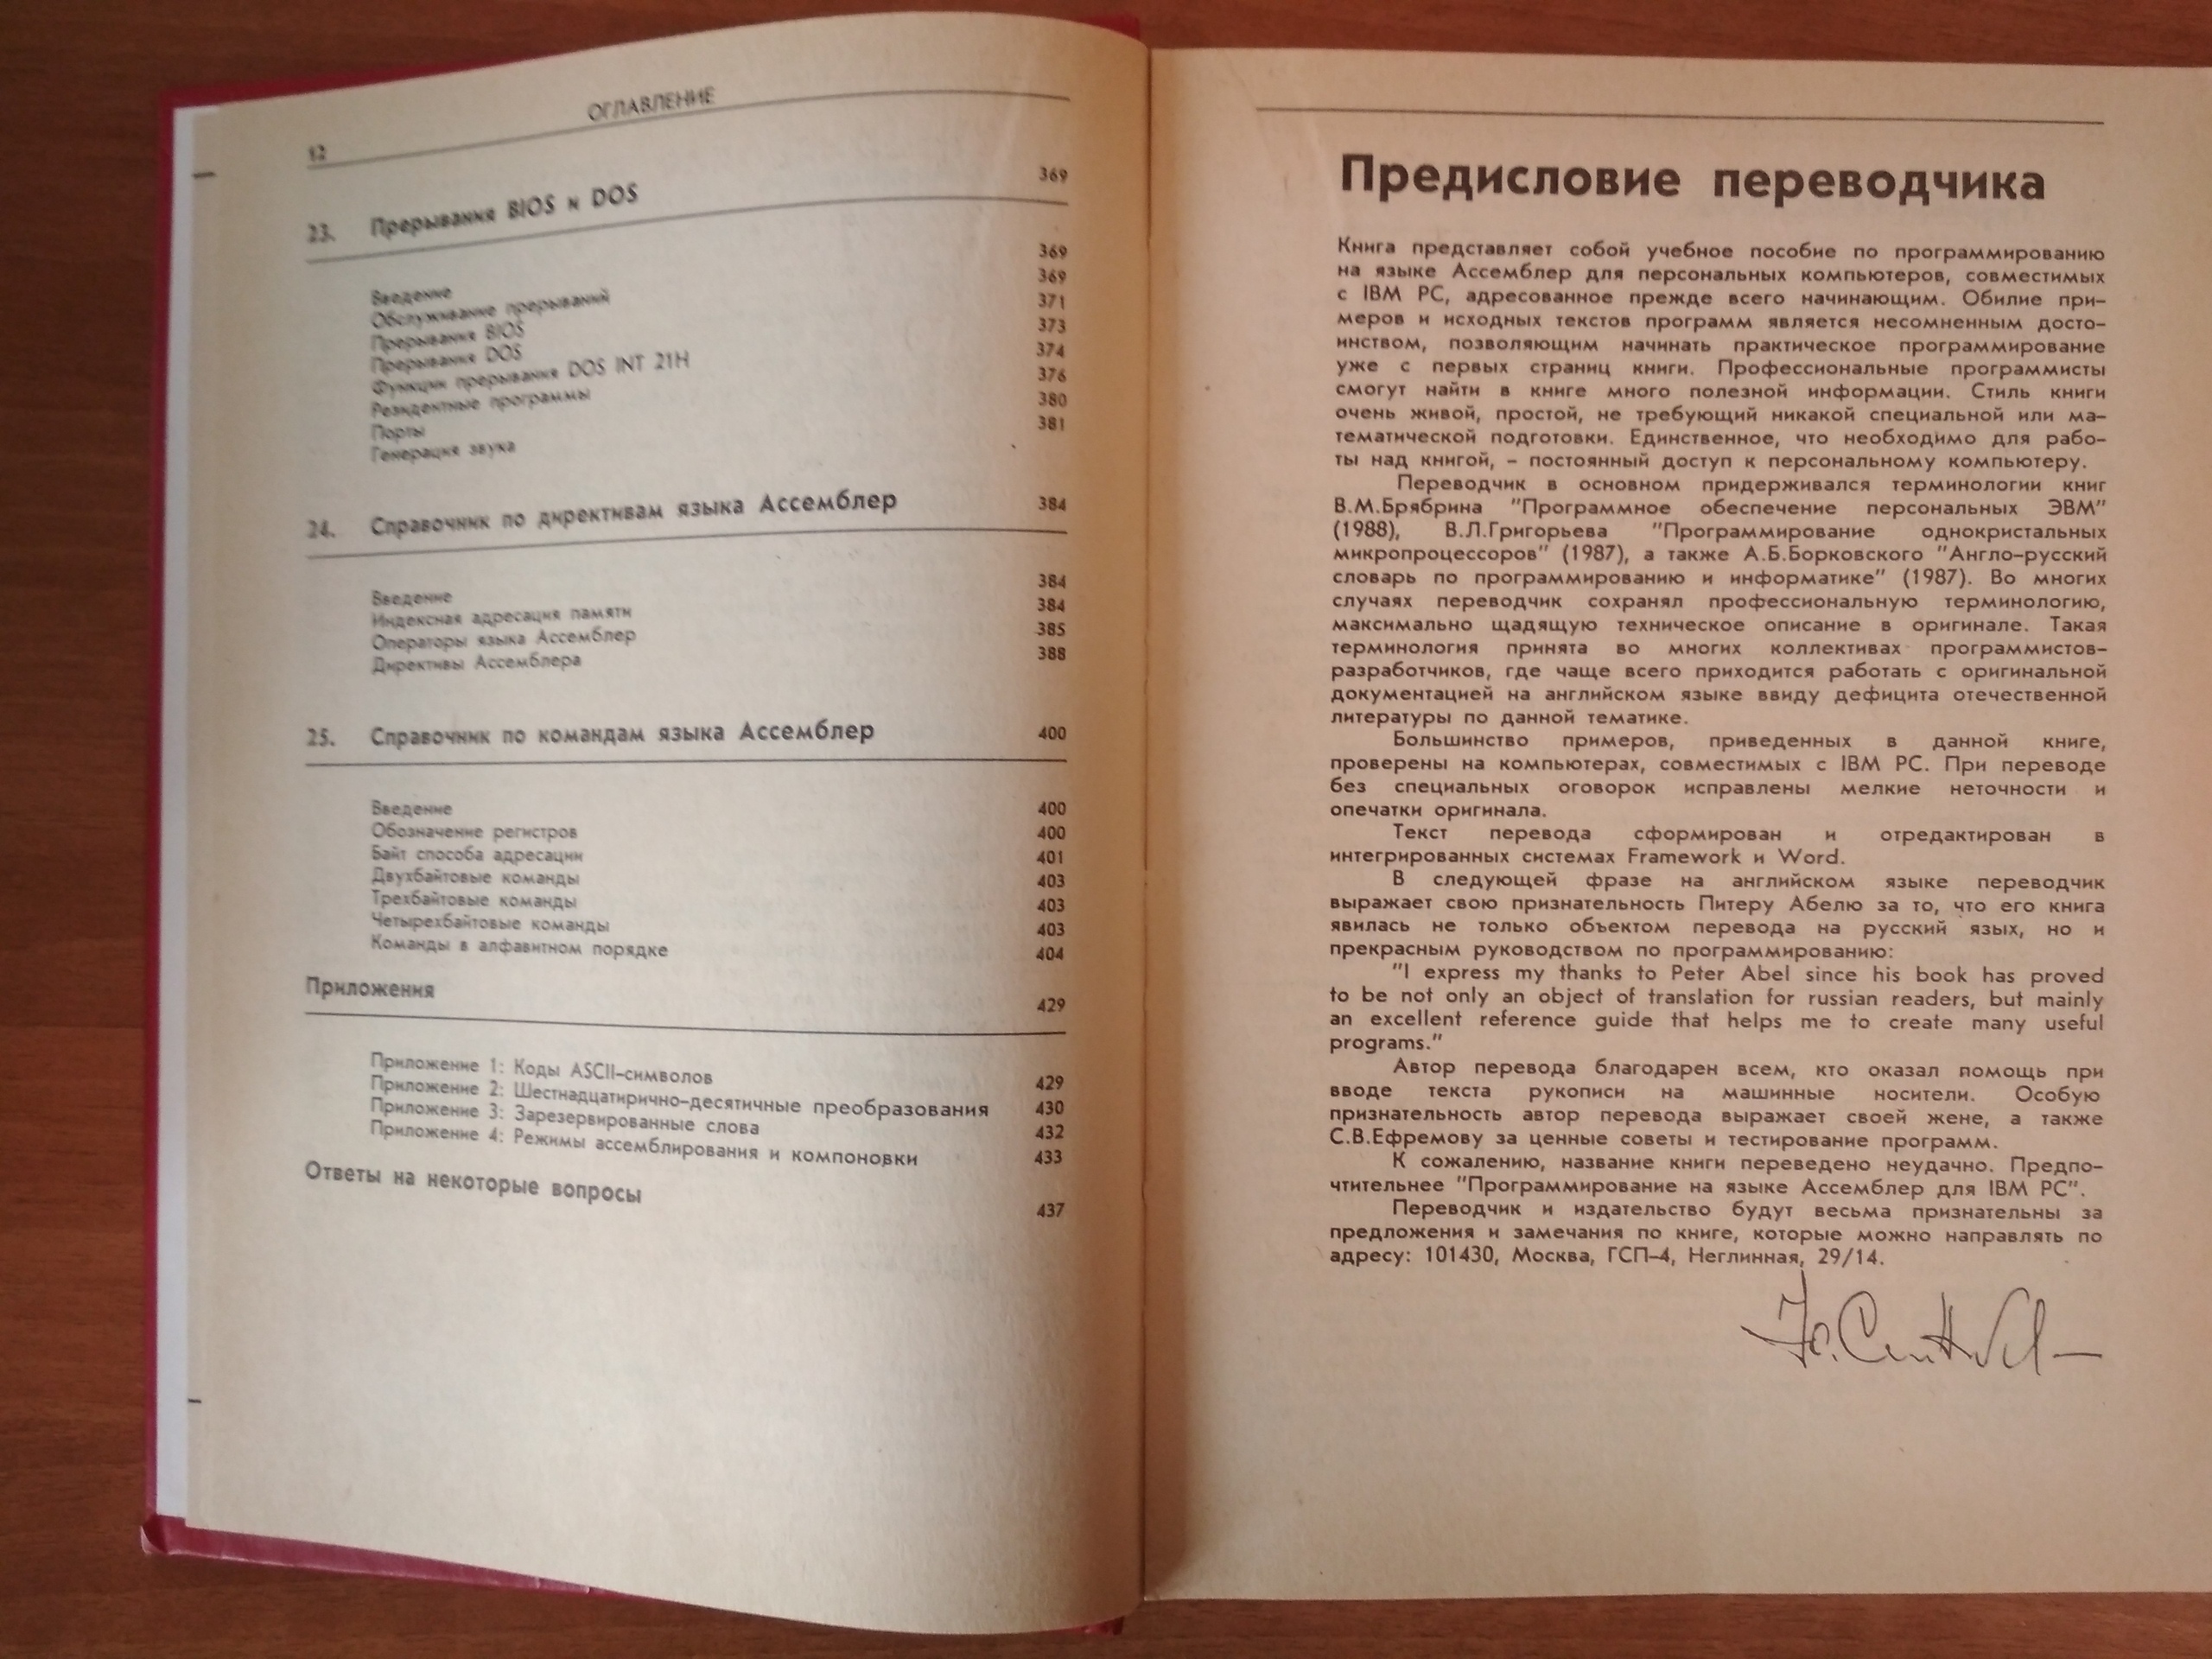 ОГЛАВЛЕНИЕ
12
23. Прерывания BIOS и DOS 369
Введение 369
Обслуживание прерываний 369
Прерывания BIOS 371
Прерывания DOS 373
Функции прерывания DOS INT 21H 374
Резидентные программы 376
Порты 380
Генерация звука 381
24. Справочник по директивам языка Ассемблер 384
Введение 384
Индексная адресация памяти 384
Операторы языка Ассемблер 385
Директивы Ассемблера 388
25. Справочник по командам языка Ассемблер 400
Введение 400
Обозначение регистров 400
Байт способа адресации 401
Двухбайтовые команды 403
Трехбайтовые команды 403
Четырехбайтовые команды 403
Команды в алфавитном порядке 404
Приложения 429
Приложение 1: Коды ASCII-символов 429
Приложение 2: Шестнадцатирично-десятичные преобразования 430
Приложение 3: Зарезервированные слова 432
Приложение 4: Режимы ассемблирования и компоновки 433
Ответы на некоторые вопросы 437
Предисловие переводчика
Книга представляет собой учебное пособие по программированию
на языке Ассемблер для персональных компьютеров, совместимых
с IBM PC, адресованное прежде всего начинающим. Обилие при-
меров и исходных текстов программ является несомненным досто-
инством, позволяющим начинать практическое программирование
уже с первых страниц книги. Профессиональные программисты
смогут найти в книге много полезной информации. Стиль книги
очень живой, простой, не требующий никакой специальной или ма-
тематической подготовки. Единственное, что необходимо для рабо-
ты над книгой, – постоянный доступ к персональному компьютеру.
Переводчик в основном придерживался терминологии книг
В.М.Брябрина "Программное обеспечение персональных ЭВМ"
(1988), В.Л.Григорьева "Программирование однокристальных
микропроцессоров" (1987), а также А.Б.Борковского "Англо-русский
словарь по программированию и информатике" (1987). Во многих
случаях переводчик сохранял профессиональную терминологию,
максимально щадящую техническое описание в оригинале. Такая
терминология принята во многих коллективах программистов-
разработчиков, где чаще всего приходится работать с оригинальной
документацией на английском языке ввиду дефицита отечественной
литературы по данной тематике.
Большинство примеров, приведенных в данной книге,
проверены на компьютерах, совместимых с IBM PC. При переводе
без специальных оговорок исправлены мелкие неточности и
опечатки оригинала.
Текст перевода сформирован и отредактирован в
интегрированных системах Framework и Word.
В следующей фразе на английском языке переводчик
выражает свою признательность Питеру Абелю за то, что его книга
явилась не только объектом перевода на русский язык, но и
прекрасным руководством по программированию:
"I express my thanks to Peter Abel since his book has proved
to be not only an object of translation for russian readers, but mainly
an excellent reference guide that helps me to create many useful
programs."
Автор перевода благодарен всем, кто оказал помощь при
вводе текста рукописи на машинные носители. Особую
признательность автор перевода выражает своей жене, а также
С.В.Ефремову за ценные советы и тестирование программ.
К сожалению, название книги переведено неудачно. Предпо-
чтительнее "Программирование на языке Ассемблер для IBM PC".
Переводчик и издательство будут весьма признательны за
предложения и замечания по книге, которые можно направлять по
адресу: 101430, Москва, ГСП-4, Неглинная, 29/14.